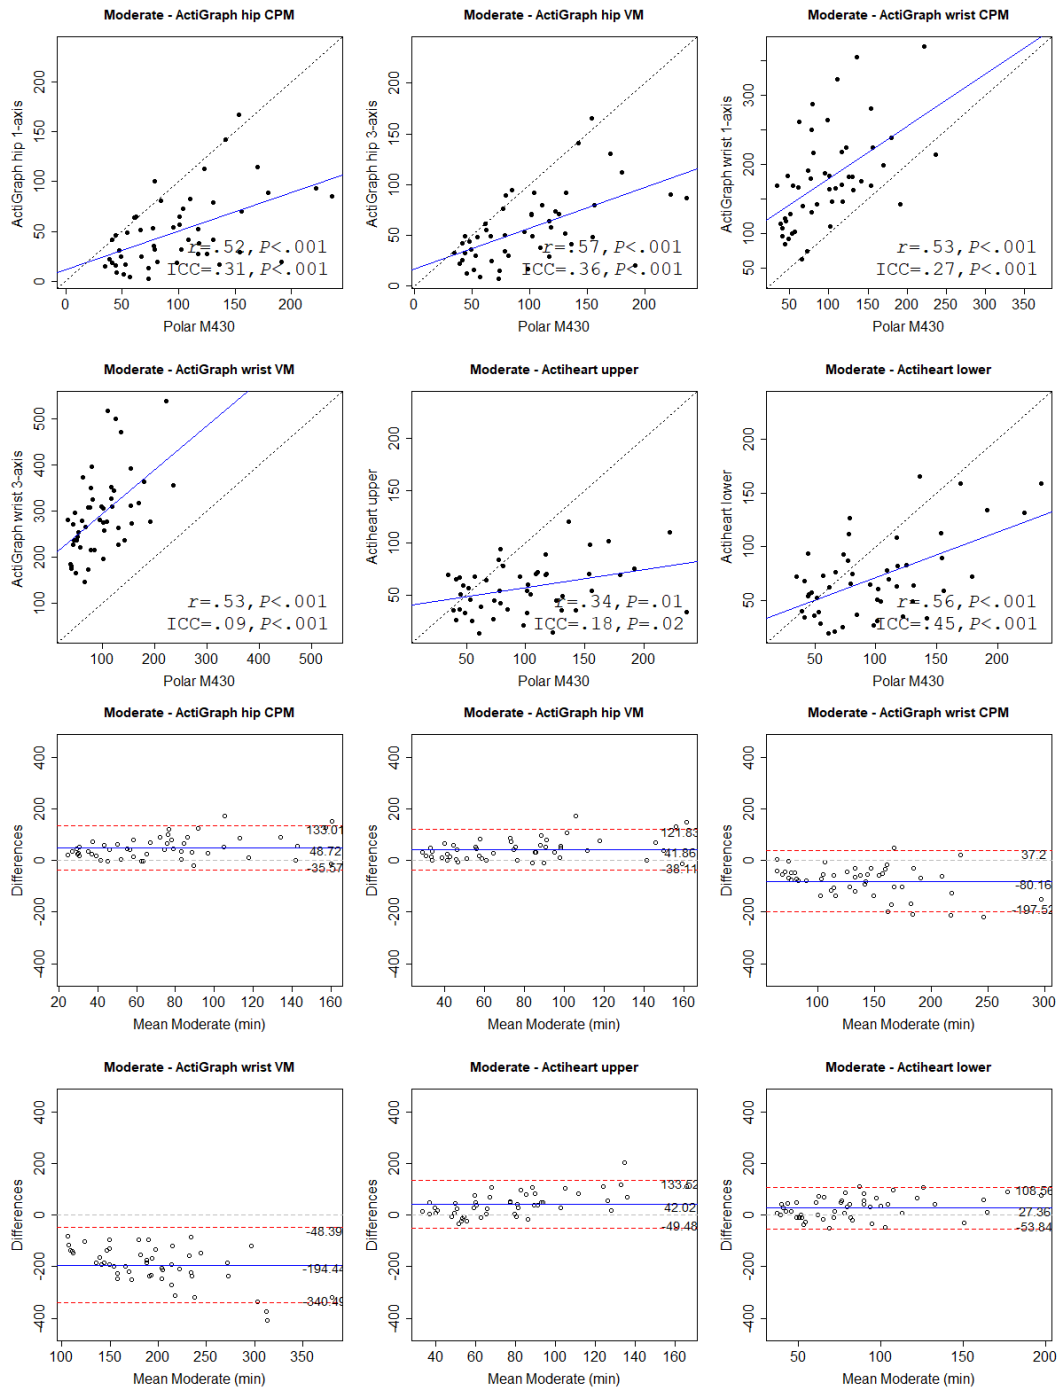 Moderate - ActiGraph hip CPM
Moderate - ActiGraph hip VM
Moderate - ActiGraph wrist CPM
ActiGraph hip 1-axis
200
150
100
50
0
r=.52, P<.001
ICC=.31, P<.001
0 50 100 150 200
Polar M430
ActiGraph hip 3-axis
200
150
100
50
0
r=.57, P<.001
ICC=.36, P<.001
0 50 100 150 200
Polar M430
ActiGraph wrist 1-axis
300
200
150
100
50
r=.53, P<.001
ICC=.27, P<.001
50 100 150 200 250 300 350
Polar M430
Moderate - ActiGraph wrist VM
Moderate - Actiheart upper
Moderate - Actiheart lower
ActiGraph wrist 3-axis
500
400
300
200
100
r=.53, P<.001
ICC=.09, P<.001
100 200 300 400 500
Polar M430
Actiheart upper
200
150
100
50
r=.34, P=.01
ICC=.18, P=.02
50 100 150 200
Polar M430
Actiheart lower
200
150
100
50
r=.56, P<.001
ICC=.45, P<.001
50 100 150 200
Polar M430
Moderate - ActiGraph hip CPM
Moderate - ActiGraph hip VM
Moderate - ActiGraph wrist CPM
Differences
400
200
0
-200
-400
133.01
48.72
-35.57
20 40 60 80 100 120 140 160
Mean Moderate (min)
Differences
400
200
0
-200
-400
121.83
41.86
-38.11
40 60 80 100 120 140 160
Mean Moderate (min)
Differences
400
200
0
-200
-400
37.2
-80.16
-197.52
100 150 200 250 300
Mean Moderate (min)
Moderate - ActiGraph wrist VM
Moderate - Actiheart upper
Moderate - Actiheart lower
Differences
400
200
0
-200
-400
-48.39
-194.44
-340.49
100 150 200 250 300 350
Mean Moderate (min)
Differences
400
200
0
-200
-400
133.52
42.02
-49.48
40 60 80 100 120 140 160
Mean Moderate (min)
Differences
400
200
0
-200
-400
108.56
27.36
-53.84
50 100 150 200
Mean Moderate (min)